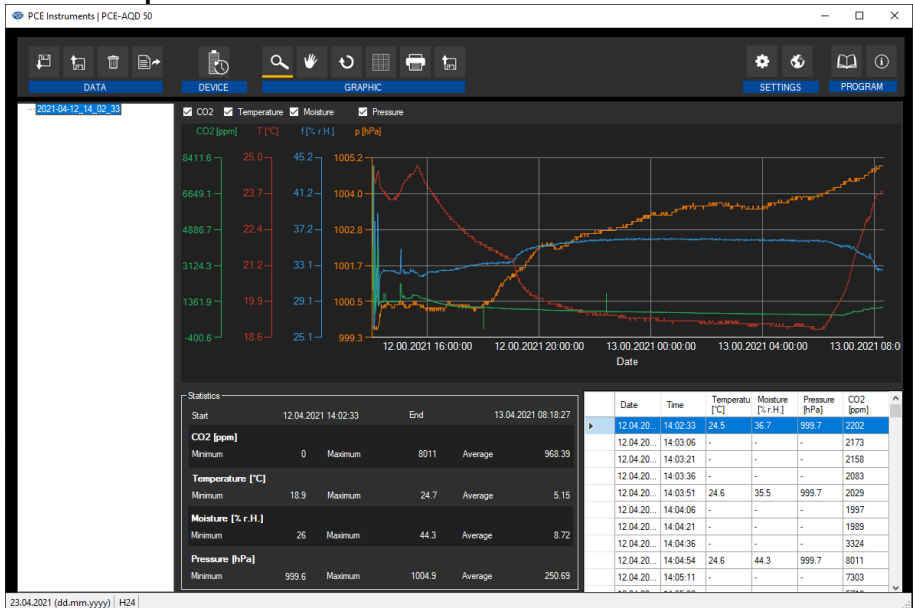 PCE Instruments | PCE-AQD 50
DATA DEVICE GRAPHIC SETTINGS PROGRAM
2021-04-12_14_02_33
CO2 Temperature Moisture Pressure
CO2 [ppm] T [°C] f [% r.H.] p [hPa]
8411.6 25.0 45.2 1005.2
6649.1 23.7 41.2 1004.0
4886.7 22.4 37.2 1002.8
3124.3 21.2 33.1 1001.7
1361.9 19.9 29.1 1000.5
-400.6 18.6 25.1 999.3
12.00.2021 16:00:00 12.00.2021 20:00:00 13.00.2021 00:00:00 13.00.2021 04:00:00 13.00.2021 08:0
Date
Statistics
Start 12.04.2021 14:02:33 End 13.04.2021 08:18:27
CO2 [ppm]
Minimum 0 Maximum 8011 Average 968.39
Temperature [°C]
Minimum 18.9 Maximum 24.7 Average 5.15
Moisture [% r.H.]
Minimum 26 Maximum 44.3 Average 8.72
Pressure [hPa]
Minimum 999.6 Maximum 1004.9 Average 250.69
Date Time Temperatu [°C] Moisture [% r.H.] Pressure [hPa] CO2 [ppm]
12.04.20... 14:02:33 24.5 36.7 999.7 2202
12.04.20... 14:03:06 - - - 2173
12.04.20... 14:03:21 - - - 2158
12.04.20... 14:03:36 - - - 2083
12.04.20... 14:03:51 24.6 35.5 999.7 2029
12.04.20... 14:04:06 - - - 1997
12.04.20... 14:04:21 - - - 1989
12.04.20... 14:04:36 - - - 3324
12.04.20... 14:04:54 24.6 44.3 999.7 8011
12.04.20... 14:05:11 - - - 7303
23.04.2021 (dd.mm.yyyy) H24